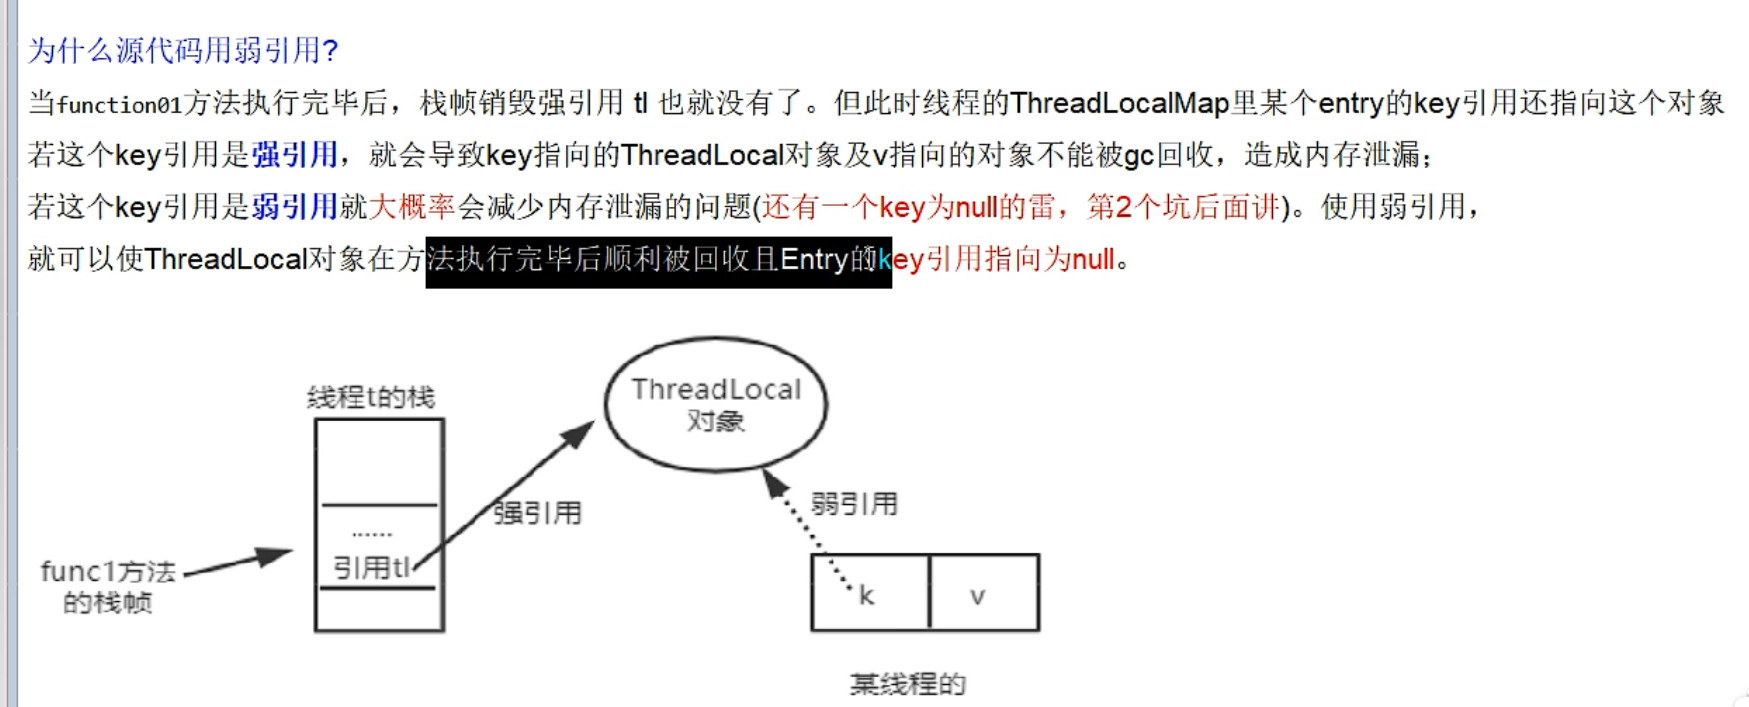 为什么源代码用弱引用?
当function01方法执行完毕后，栈帧销毁强引用 tl 也就没有了。但此时线程的ThreadLocalMap里某个entry的key引用还指向这个对象
若这个key引用是强引用，就会导致key指向的ThreadLocal对象及v指向的对象不能被gc回收，造成内存泄漏；
若这个key引用是弱引用就大概率会减少内存泄漏的问题(还有一个key为null的雷，第2个坑后面讲)。使用弱引用，
就可以使ThreadLocal对象在方法执行完毕后顺利被回收且Entry的key引用指向为null。
ThreadLocal
对象
线程t的栈
强引用
弱引用
......
引用tl
func1方法
的栈帧
k
v
某线程的